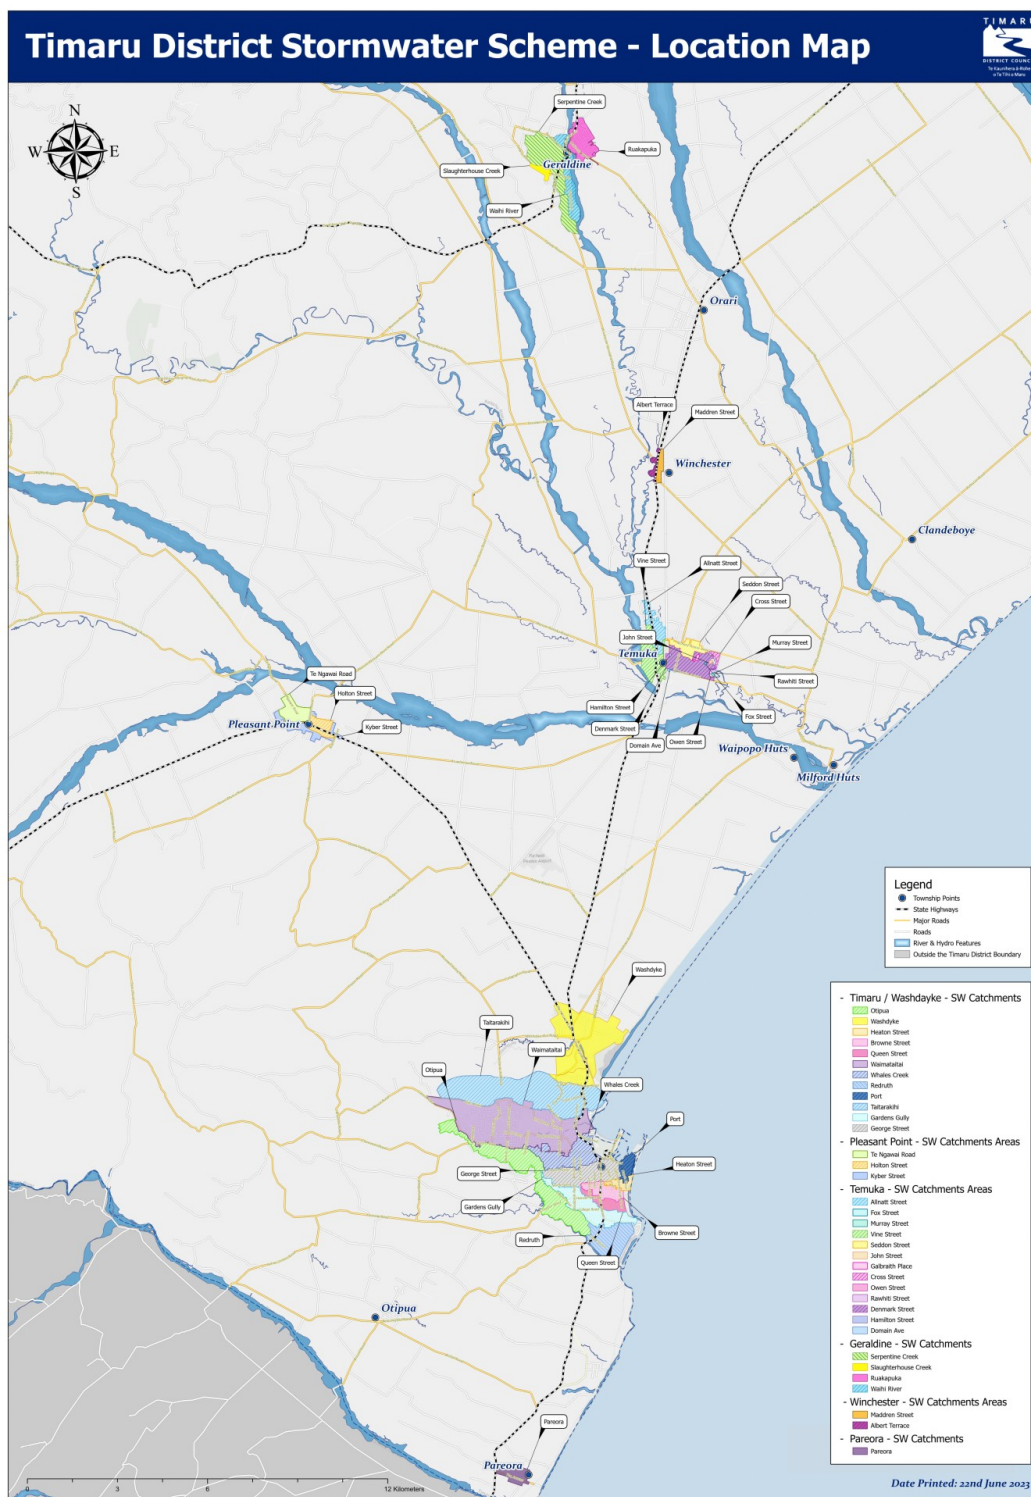 Timaru District Stormwater Scheme - Location Map
TIMARU
DISTRICT COUNCIL
N
W
E
S
Serpentine Creek
Ruakapuka
Geraldine
Slaughterhouse Creek
Waihi River
Orari
Albert Terrace
Maddren Street
Winchester
Clandeboye
Vine Street
Allnatt Street
Seddon Street
Cross Street
John Street
Murray Street
Temuka
Te Ngawai Road
Rawhiti Street
Holton Street
Hamilton Street
Fox Street
Pleasant Point
Kyber Street
Denmark Street
Domain Ave
Owen Street
Waipopo Huts
Milford Huts
Legend
Township Points
State Highways
Major Roads
Roads
River & Hydro Features
Outside the Timaru District Boundary
Washdyke
Taitarakihi
Waimataitai
Otipua
Whales Creek
Port
George Street
Heaton Street
Gardens Gully
Browne Street
Redruth
Queen Street
Otipua
Pareora
Pareora
- Timaru / Washdayke - SW Catchments
Otipua
Washdyke
Heaton Street
Browne Street
Queen Street
Waimataitai
Whales Creek
Redruth
Port
Taitarakihi
Gardens Gully
George Street
- Pleasant Point - SW Catchments Areas
Te Ngawai Road
Holton Street
Kyber Street
- Temuka - SW Catchments Areas
Allnatt Street
Fox Street
Murray Street
Vine Street
Seddon Street
John Street
Galbraith Place
Cross Street
Owen Street
Rawhiti Street
Denmark Street
Hamilton Street
Domain Ave
- Geraldine - SW Catchments
Serpentine Creek
Slaughterhouse Creek
Ruakapuka
Waihi River
- Winchester - SW Catchments Areas
Maddren Street
Albert Terrace
- Pareora - SW Catchments
Pareora
0 3 6 12 Kilometers
Date Printed: 22nd June 2023